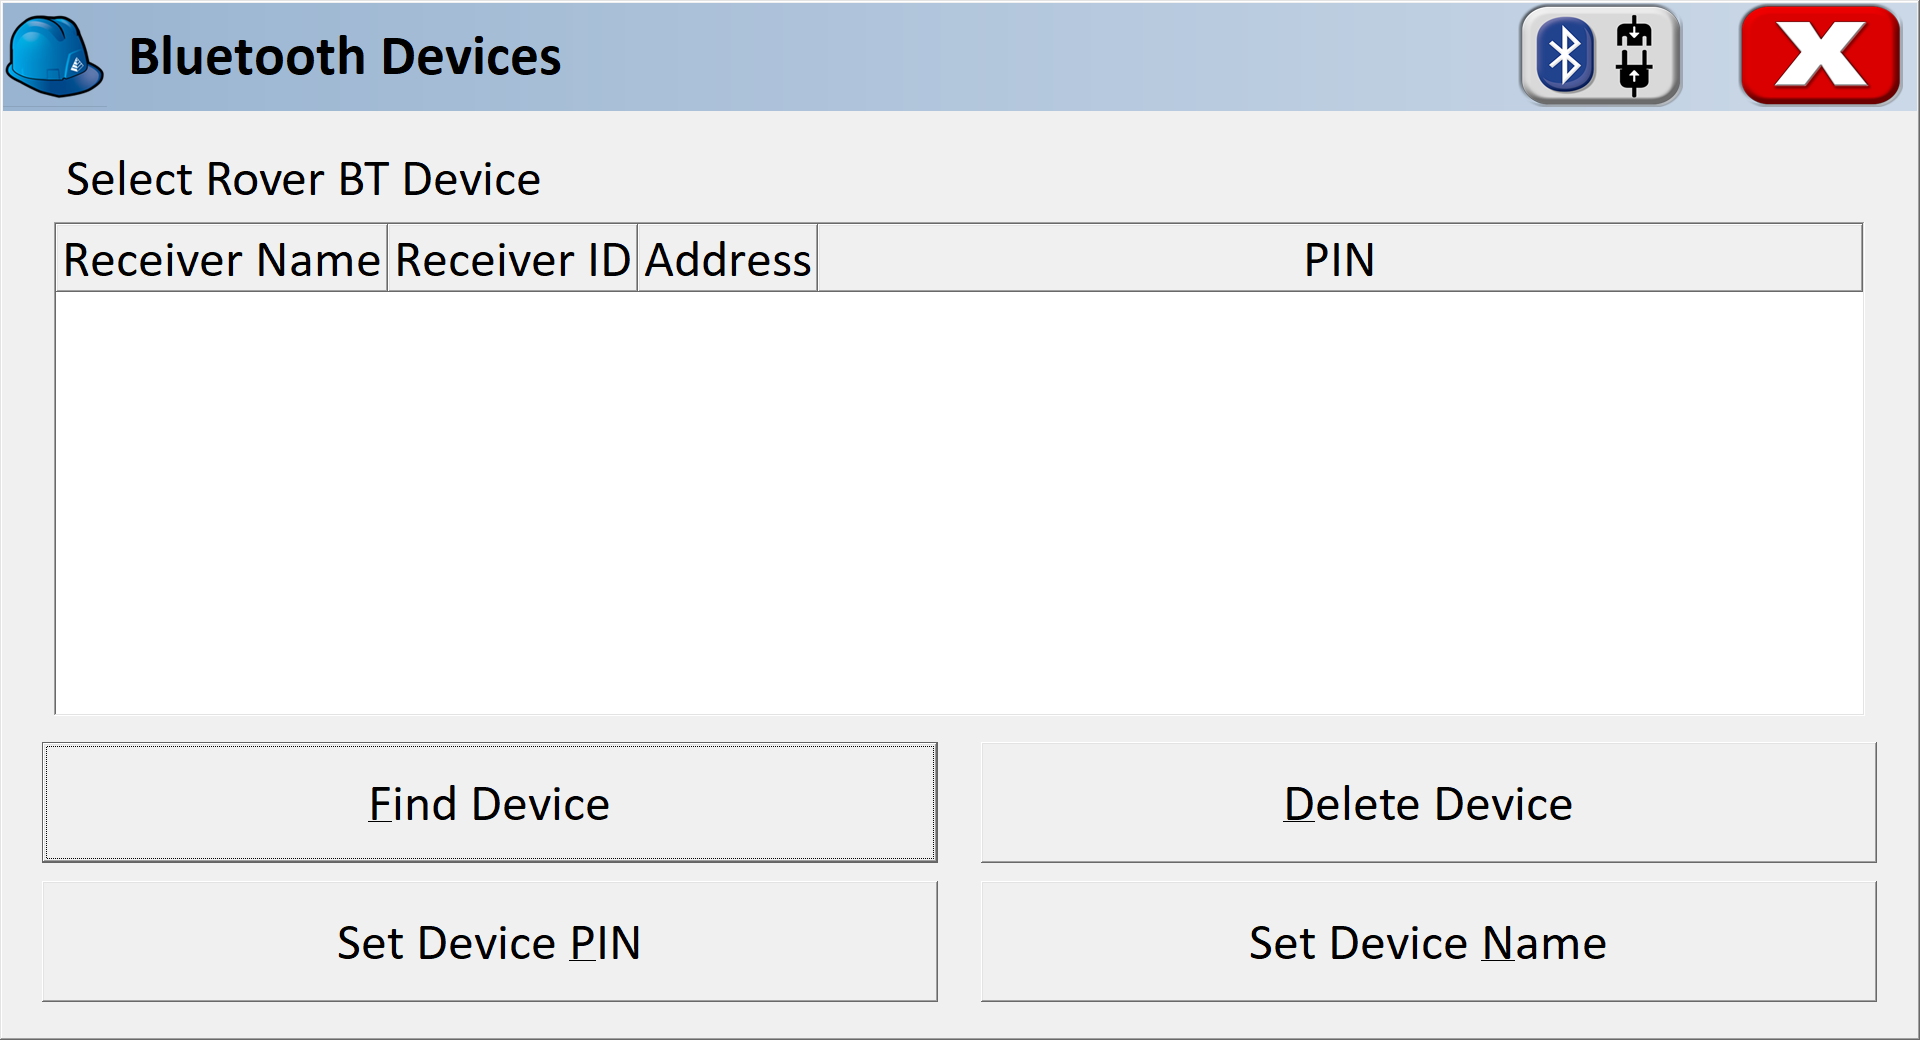 Bluetooth Devices
Select Rover BT Device
Receiver Name Receiver ID Address PIN
Find Device Delete Device
Set Device PIN Set Device Name